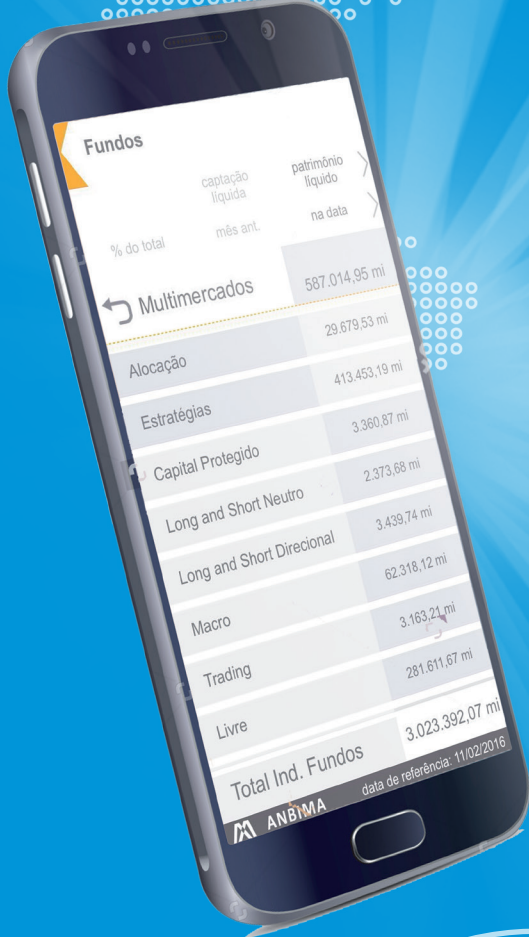 Fundos
captação
líquida
patrimônio
líquido
% do total
mês ant.
na data
Multimercados 587.014,95 mi
Alocação 29.679,53 mi
Estratégias 413.453,19 mi
Capital Protegido 3.360,87 mi
Long and Short Neutro 2.373,68 mi
Long and Short Direcional 3.439,74 mi
Macro 62.318,12 mi
Trading 3.163,21 mi
Livre 281.611,67 mi
Total Ind. Fundos 3.023.392,07 mi
ANBIMA data de referência: 11/02/2016